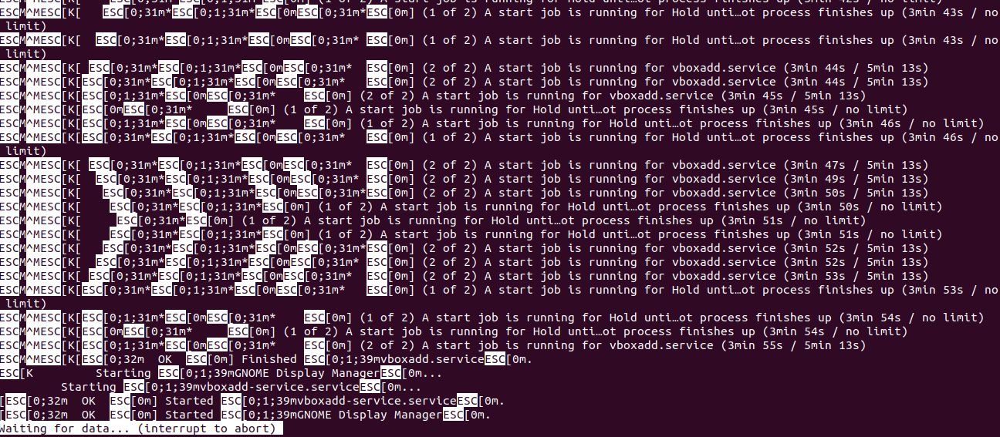 ESC[    ESC[0;31m*ESC[0;1;31m*ESC[0mESC[0;31m*ESC[0m] (1 of 2) A start job is running for Hold unti…ot process finishes up (3min 43s / no
 limit)
ESCM^MESC[K[  ESC[0;31m*ESC[0;1;31m*ESC[0mESC[0;31m* ESC[0m] (1 of 2) A start job is running for Hold unti…ot process finishes up (3min 43s / no
 limit)
ESCM^MESC[K[ ESC[0;31m*ESC[0;1;31m*ESC[0mESC[0;31m*  ESC[0m] (2 of 2) A start job is running for vboxadd.service (3min 44s / 5min 13s)
ESCM^MESC[K[ESC[0;31m*ESC[0;1;31m*ESC[0mESC[0;31m*   ESC[0m] (2 of 2) A start job is running for vboxadd.service (3min 44s / 5min 13s)
ESCM^MESC[K[ESC[0;1;31m*ESC[0mESC[0;31m*    ESC[0m] (2 of 2) A start job is running for vboxadd.service (3min 45s / 5min 13s)
ESCM^MESC[K[ESC[0mESC[0;31m*     ESC[0m] (1 of 2) A start job is running for Hold unti…ot process finishes up (3min 45s / no limit)
ESCM^MESC[K[ESC[0;1;31m*ESC[0mESC[0;31m*    ESC[0m] (1 of 2) A start job is running for Hold unti…ot process finishes up (3min 46s / no limit)
ESCM^MESC[K[ESC[0;31m*ESC[0;1;31m*ESC[0mESC[0;31m*   ESC[0m] (1 of 2) A start job is running for Hold unti…ot process finishes up (3min 46s / no
 limit)
ESCM^MESC[K[ ESC[0;31m*ESC[0;1;31m*ESC[0mESC[0;31m*  ESC[0m] (2 of 2) A start job is running for vboxadd.service (3min 47s / 5min 13s)
ESCM^MESC[K[  ESC[0;31m*ESC[0;1;31m*ESC[0mESC[0;31m* ESC[0m] (2 of 2) A start job is running for vboxadd.service (3min 49s / 5min 13s)
ESCM^MESC[K[   ESC[0;31m*ESC[0;1;31m*ESC[0mESC[0;31m*ESC[0m] (2 of 2) A start job is running for vboxadd.service (3min 50s / 5min 13s)
ESCM^MESC[K[    ESC[0;31m*ESC[0;1;31m*ESC[0m] (1 of 2) A start job is running for Hold unti…ot process finishes up (3min 50s / no limit)
ESCM^MESC[K[     ESC[0;31m*ESC[0m] (1 of 2) A start job is running for Hold unti…ot process finishes up (3min 51s / no limit)
ESCM^MESC[K[    ESC[0;31m*ESC[0;1;31m*ESC[0m] (1 of 2) A start job is running for Hold unti…ot process finishes up (3min 51s / no limit)
ESCM^MESC[K[   ESC[0;31m*ESC[0;1;31m*ESC[0mESC[0;31m*ESC[0m] (2 of 2) A start job is running for vboxadd.service (3min 52s / 5min 13s)
ESCM^MESC[K[  ESC[0;31m*ESC[0;1;31m*ESC[0mESC[0;31m* ESC[0m] (2 of 2) A start job is running for vboxadd.service (3min 52s / 5min 13s)
ESCM^MESC[K[ ESC[0;31m*ESC[0;1;31m*ESC[0mESC[0;31m*  ESC[0m] (2 of 2) A start job is running for vboxadd.service (3min 53s / 5min 13s)
ESCM^MESC[K[ESC[0;31m*ESC[0;1;31m*ESC[0mESC[0;31m*   ESC[0m] (1 of 2) A start job is running for Hold unti…ot process finishes up (3min 53s / no
 limit)
ESCM^MESC[K[ESC[0;1;31m*ESC[0mESC[0;31m*    ESC[0m] (1 of 2) A start job is running for Hold unti…ot process finishes up (3min 54s / no limit)
ESCM^MESC[K[ESC[0mESC[0;31m*     ESC[0m] (1 of 2) A start job is running for Hold unti…ot process finishes up (3min 54s / no limit)
ESCM^MESC[K[ESC[0;1;31m*ESC[0mESC[0;31m*    ESC[0m] (2 of 2) A start job is running for vboxadd.service (3min 55s / 5min 13s)
ESCM^MESC[K[ESC[0;32m  OK  ESC[0m] Finished ESC[0;1;39mvboxadd.serviceESC[0m.
ESC[K         Starting ESC[0;1;39mGNOME Display ManagerESC[0m...
         Starting ESC[0;1;39mvboxadd-service.serviceESC[0m...
[ESC[0;32m  OK  ESC[0m] Started ESC[0;1;39mvboxadd-service.serviceESC[0m.
[ESC[0;32m  OK  ESC[0m] Started ESC[0;1;39mGNOME Display ManagerESC[0m.
Waiting for data... (interrupt to abort)